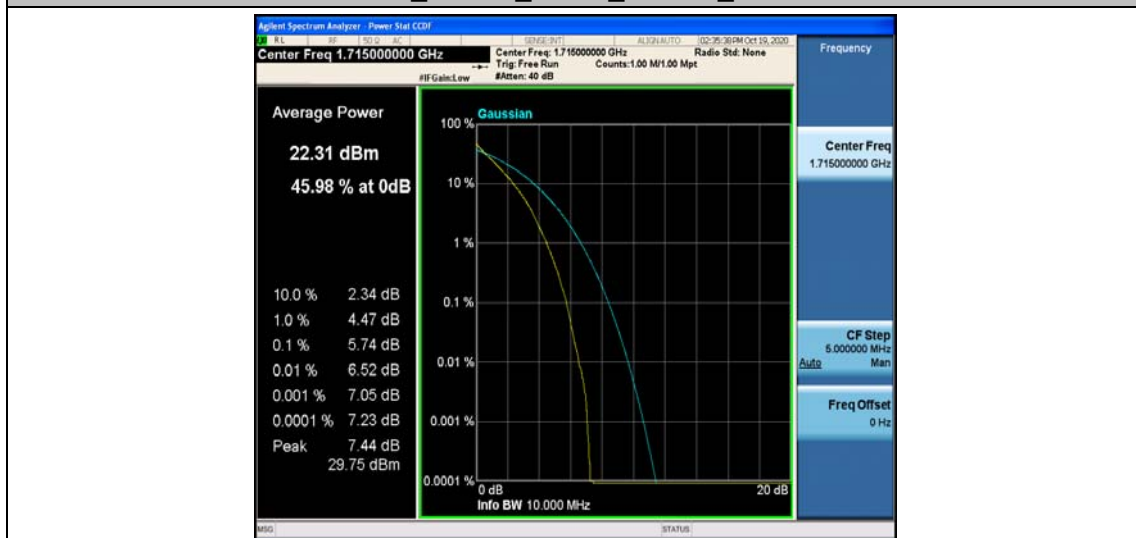 Agilent Spectrum Analyzer - Power Stat CCDF
RL RF 50 Ω AC SENSE:INT ALIGN AUTO 02:35:38 PM Oct 19, 2020
Center Freq 1.715000000 GHz
Center Freq: 1.715000000 GHz Radio Std: None
Trig: Free Run Counts:1.00 M/1.00 Mpt
#IFGain:Low #Atten: 40 dB
Frequency
Average Power
22.31 dBm
45.98 % at 0dB
10.0 % 2.34 dB
1.0 % 4.47 dB
0.1 % 5.74 dB
0.01 % 6.52 dB
0.001 % 7.05 dB
0.0001 % 7.23 dB
Peak 7.44 dB
29.75 dBm
Gaussian
100 %
10 %
1 %
0.1 %
0.01 %
0.001 %
0.0001 %
0 dB 20 dB
Info BW 10.000 MHz
Center Freq
1.715000000 GHz
CF Step
5.000000 MHz
Auto Man
Freq Offset
0 Hz
MSG STATUS